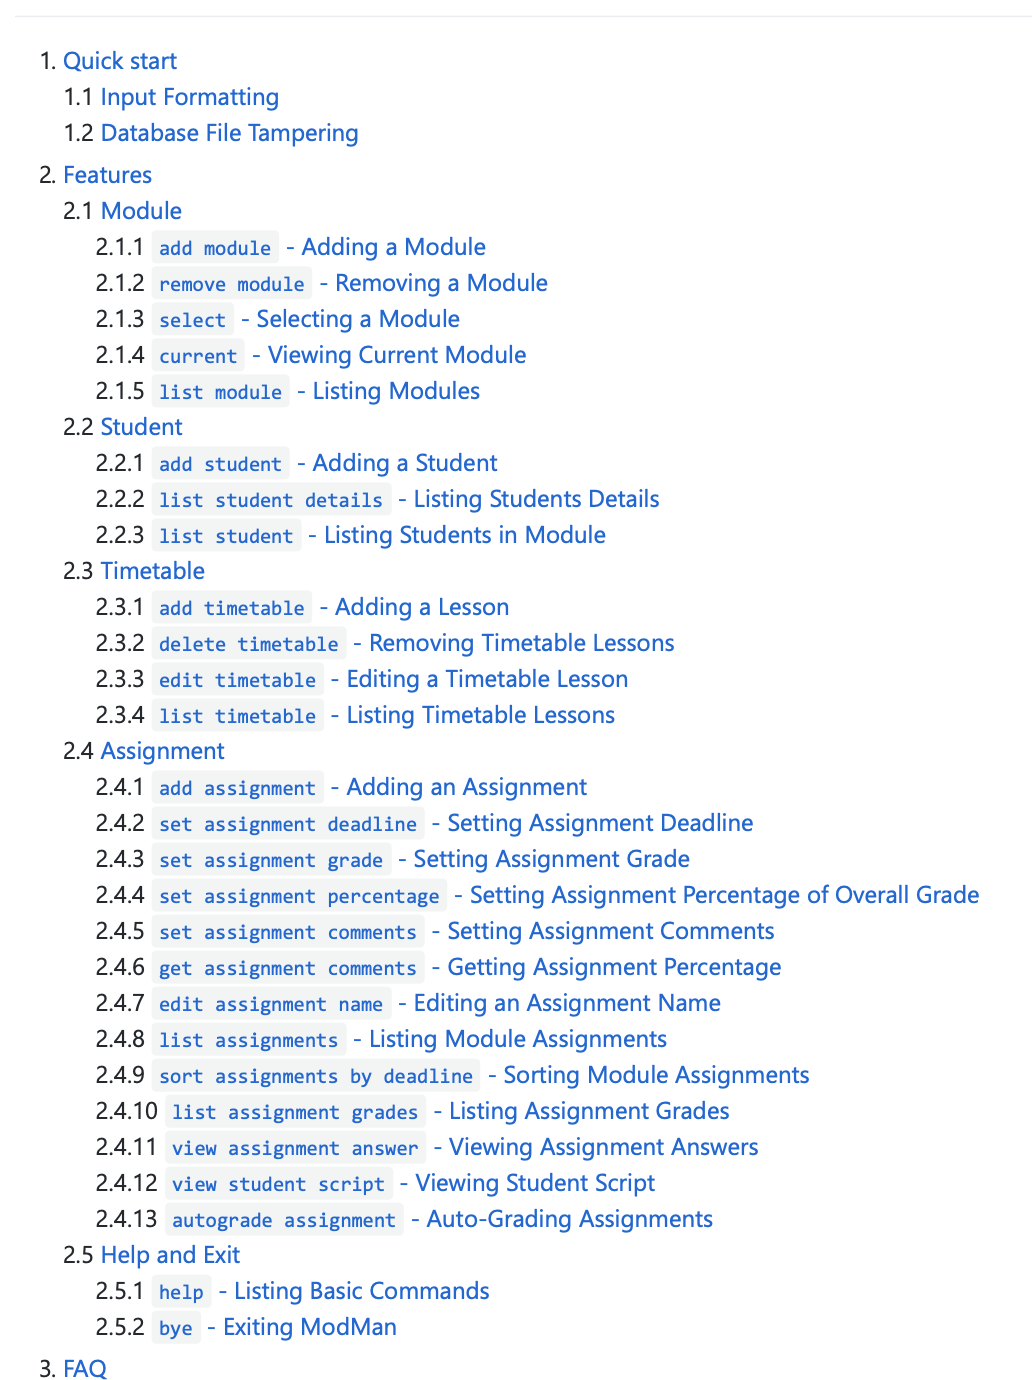 1. Quick start
1.1 Input Formatting
1.2 Database File Tampering
2. Features
2.1 Module
2.1.1 add module - Adding a Module
2.1.2 remove module - Removing a Module
2.1.3 select - Selecting a Module
2.1.4 current - Viewing Current Module
2.1.5 list module - Listing Modules
2.2 Student
2.2.1 add student - Adding a Student
2.2.2 list student details - Listing Students Details
2.2.3 list student - Listing Students in Module
2.3 Timetable
2.3.1 add timetable - Adding a Lesson
2.3.2 delete timetable - Removing Timetable Lessons
2.3.3 edit timetable - Editing a Timetable Lesson
2.3.4 list timetable - Listing Timetable Lessons
2.4 Assignment
2.4.1 add assignment - Adding an Assignment
2.4.2 set assignment deadline - Setting Assignment Deadline
2.4.3 set assignment grade - Setting Assignment Grade
2.4.4 set assignment percentage - Setting Assignment Percentage of Overall Grade
2.4.5 set assignment comments - Setting Assignment Comments
2.4.6 get assignment comments - Getting Assignment Percentage
2.4.7 edit assignment name - Editing an Assignment Name
2.4.8 list assignments - Listing Module Assignments
2.4.9 sort assignments by deadline - Sorting Module Assignments
2.4.10 list assignment grades - Listing Assignment Grades
2.4.11 view assignment answer - Viewing Assignment Answers
2.4.12 view student script - Viewing Student Script
2.4.13 autograde assignment - Auto-Grading Assignments
2.5 Help and Exit
2.5.1 help - Listing Basic Commands
2.5.2 bye - Exiting ModMan
3. FAQ